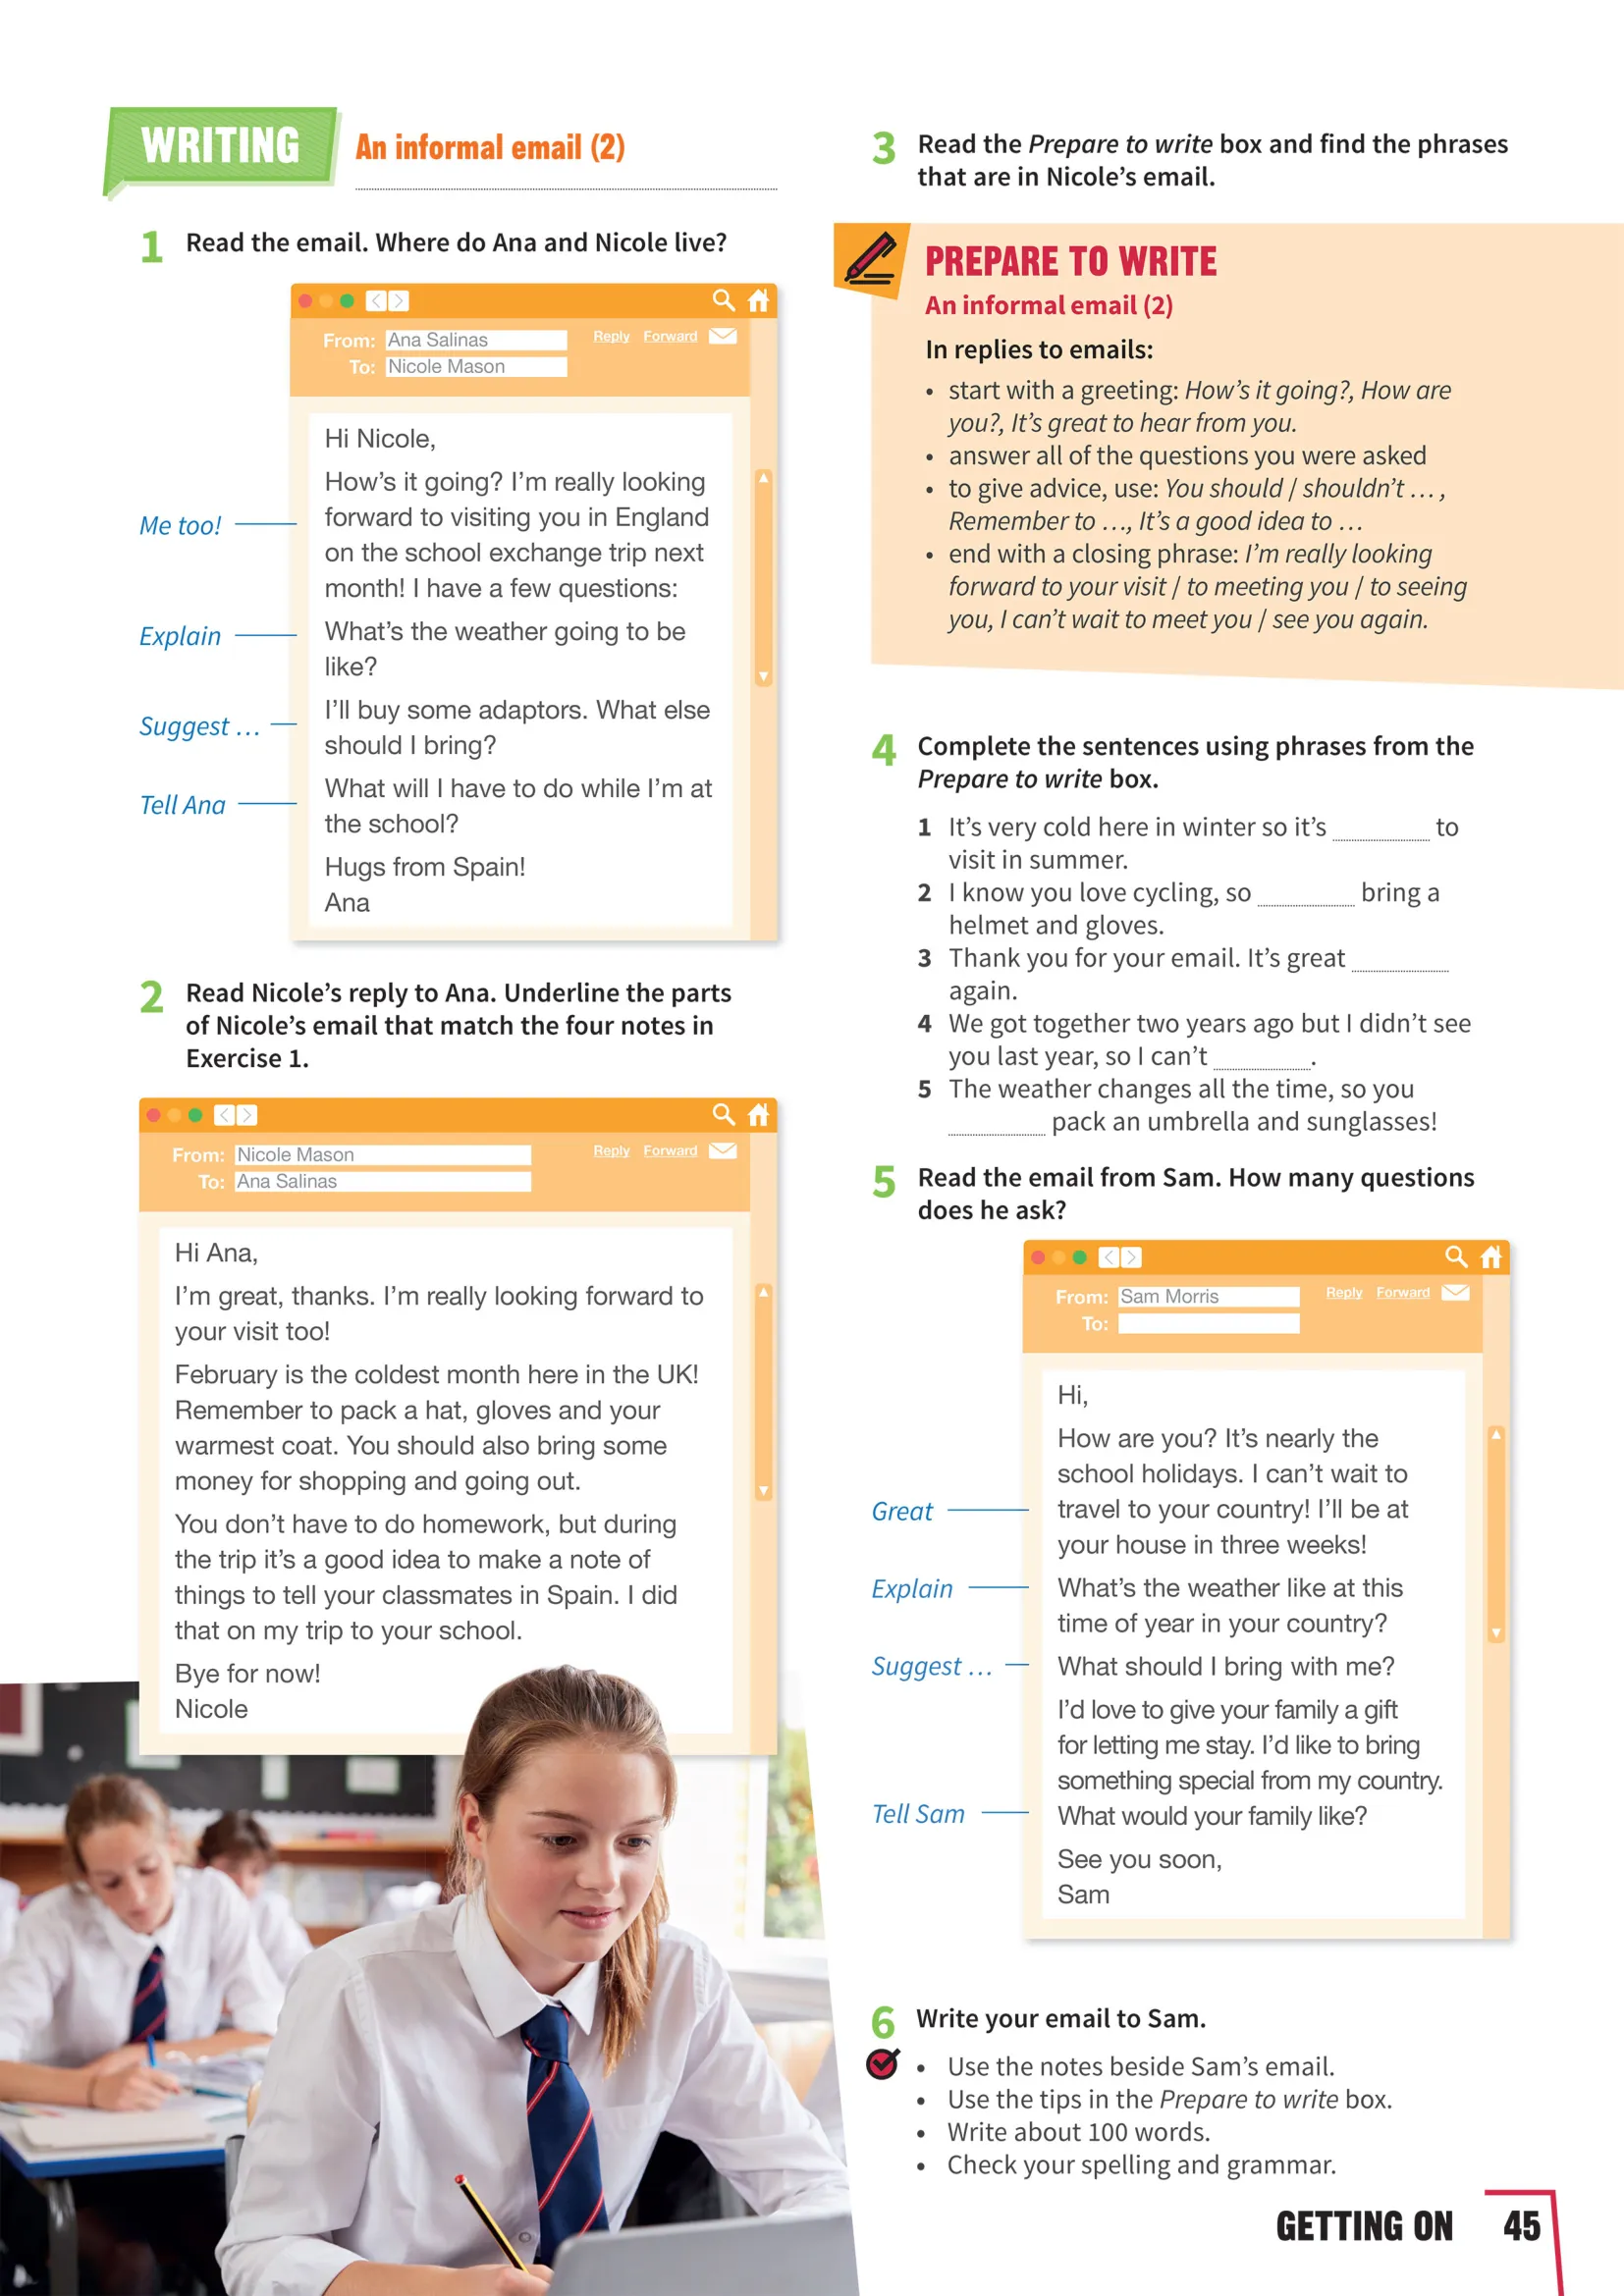 WRITING
An informal email (2)
1 Read the email. Where do Ana and Nicole live?
From: Ana Salinas
To: Nicole Mason
Reply Forward
Hi Nicole,
How's it going? I'm really looking
forward to visiting you in England
on the school exchange trip next
month! I have a few questions:
What's the weather going to be
like?
I'll buy some adaptors. What else
should I bring?
What will I have to do while I'm at
the school?
Hugs from Spain!
Ana
Me too!
Explain
Suggest …
Tell Ana
2 Read Nicole's reply to Ana. Underline the parts
of Nicole's email that match the four notes in
Exercise 1.
From: Nicole Mason
To: Ana Salinas
Reply Forward
Hi Ana,
I'm great, thanks. I'm really looking forward to
your visit too!
February is the coldest month here in the UK!
Remember to pack a hat, gloves and your
warmest coat. You should also bring some
money for shopping and going out.
You don't have to do homework, but during
the trip it's a good idea to make a note of
things to tell your classmates in Spain. I did
that on my trip to your school.
Bye for now!
Nicole
3 Read the Prepare to write box and find the phrases
that are in Nicole's email.
PREPARE TO WRITE
An informal email (2)
In replies to emails:
• start with a greeting: How's it going?, How are
you?, It's great to hear from you.
• answer all of the questions you were asked
• to give advice, use: You should / shouldn't … ,
Remember to …, It's a good idea to …
• end with a closing phrase: I'm really looking
forward to your visit / to meeting you / to seeing
you, I can't wait to meet you / see you again.
4 Complete the sentences using phrases from the
Prepare to write box.
1 It's very cold here in winter so it's ............ to
visit in summer.
2 I know you love cycling, so ............ bring a
helmet and gloves.
3 Thank you for your email. It's great ............
again.
4 We got together two years ago but I didn't see
you last year, so I can't ............ .
5 The weather changes all the time, so you
............ pack an umbrella and sunglasses!
5 Read the email from Sam. How many questions
does he ask?
From: Sam Morris
To:
Reply Forward
Hi,
How are you? It's nearly the
school holidays. I can't wait to
travel to your country! I'll be at
your house in three weeks!
What's the weather like at this
time of year in your country?
What should I bring with me?
I'd love to give your family a gift
for letting me stay. I'd like to bring
something special from my country.
What would your family like?
See you soon,
Sam
Great
Explain
Suggest …
Tell Sam
6 Write your email to Sam.
• Use the notes beside Sam's email.
• Use the tips in the Prepare to write box.
• Write about 100 words.
• Check your spelling and grammar.
GETTING ON 45